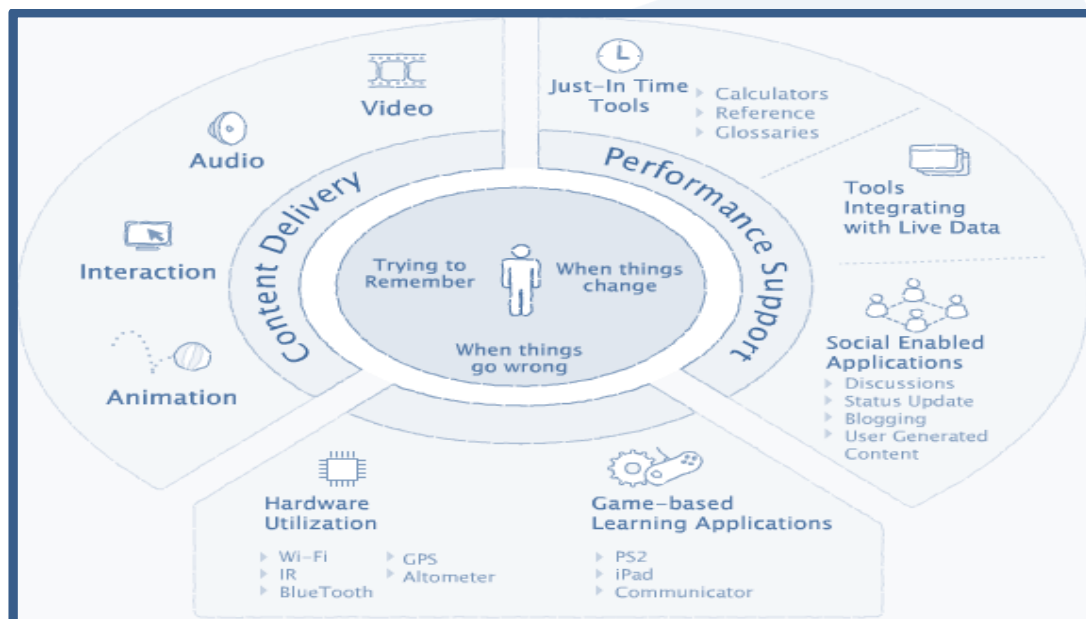 Video
Audio
Interaction
Animation
Content Delivery
Just-In Time
Tools
Calculators
Reference
Glossaries
Performance Support
Tools
Integrating
with Live Data
Social Enabled
Applications
Discussions
Status Update
Blogging
User Generated
Content
Trying to
Remember
When things
change
When things
go wrong
Hardware
Utilization
Wi-Fi
IR
BlueTooth
GPS
Altometer
Game-based
Learning Applications
PS2
iPad
Communicator